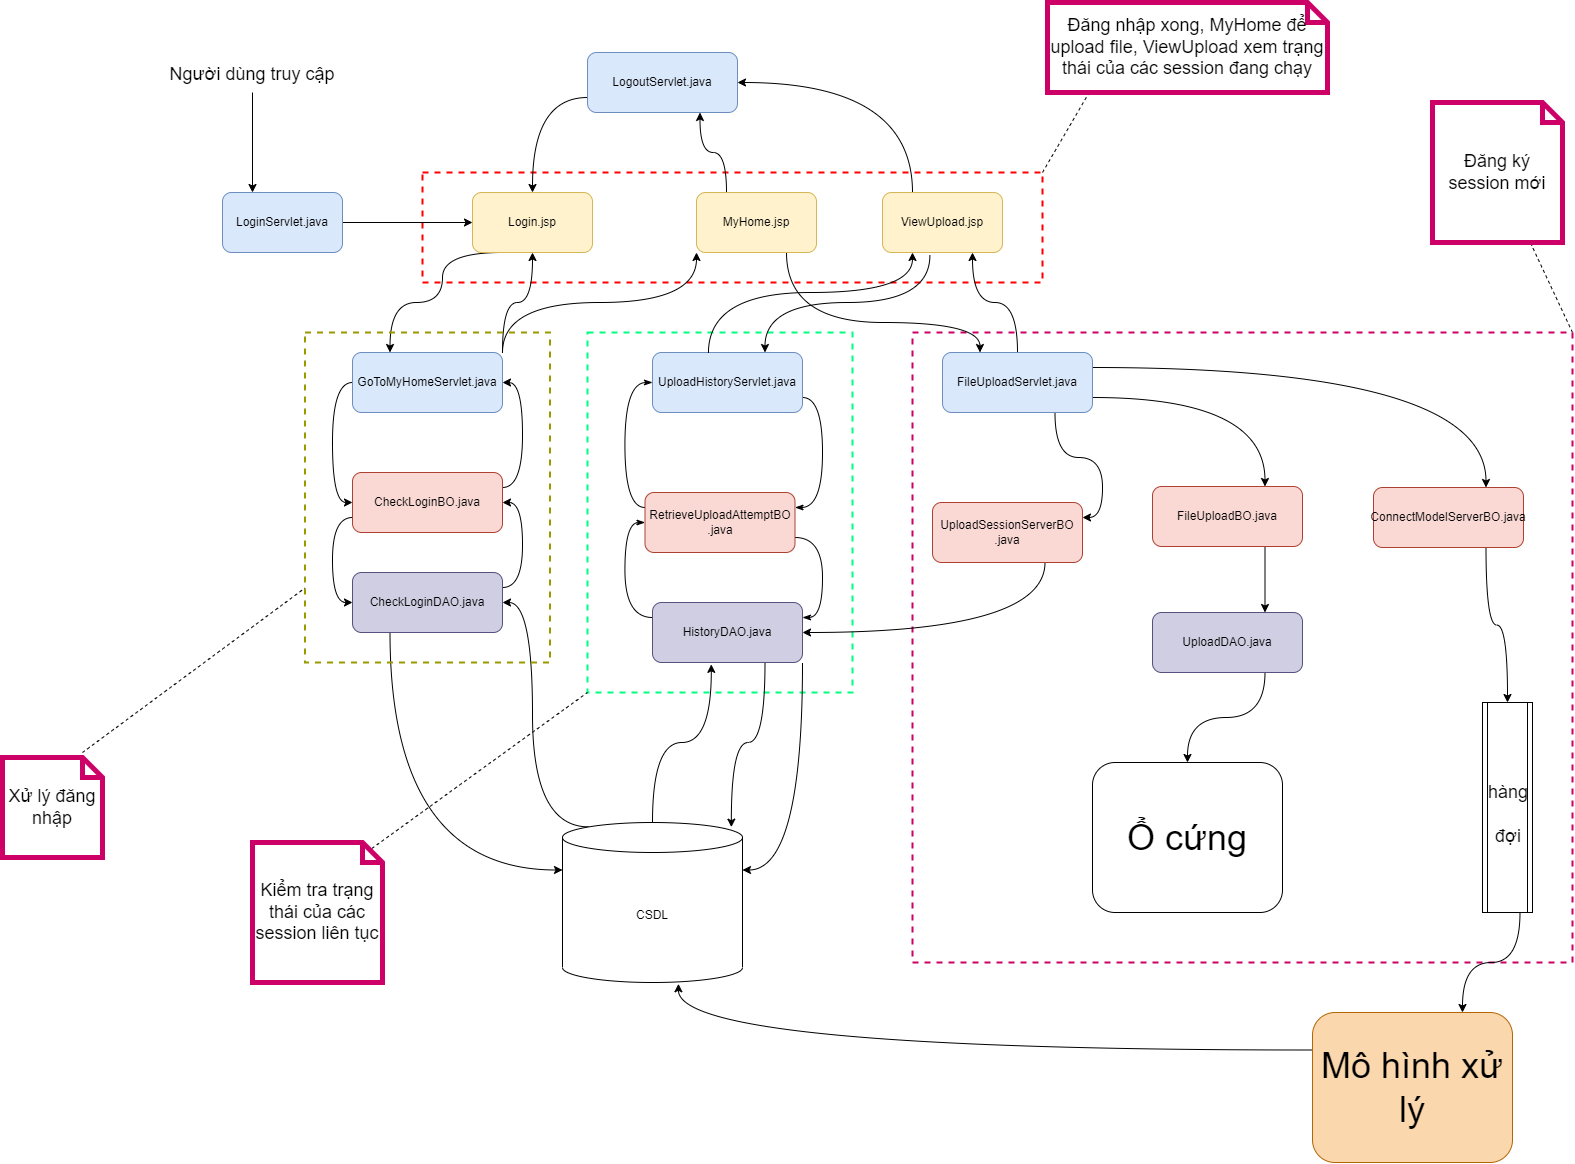 Đăng nhập xong, MyHome để
upload file, ViewUpload xem trạng
thái của các session đang chạy
Người dùng truy cập
LogoutServlet.java
Đăng ký
session mới
LoginServlet.java
Login.jsp
MyHome.jsp
ViewUpload.jsp
GoToMyHomeServlet.java
UploadHistoryServlet.java
FileUploadServlet.java
CheckLoginBO.java
RetrieveUploadAttemptBO
.java
UploadSessionServerBO
.java
FileUploadBO.java
ConnectModelServerBO.java
CheckLoginDAO.java
HistoryDAO.java
UploadDAO.java
Xử lý đăng
nhập
hàng
đợi
Ổ cứng
Kiểm tra trạng
thái của các
session liên tục
CSDL
Mô hình xử
lý